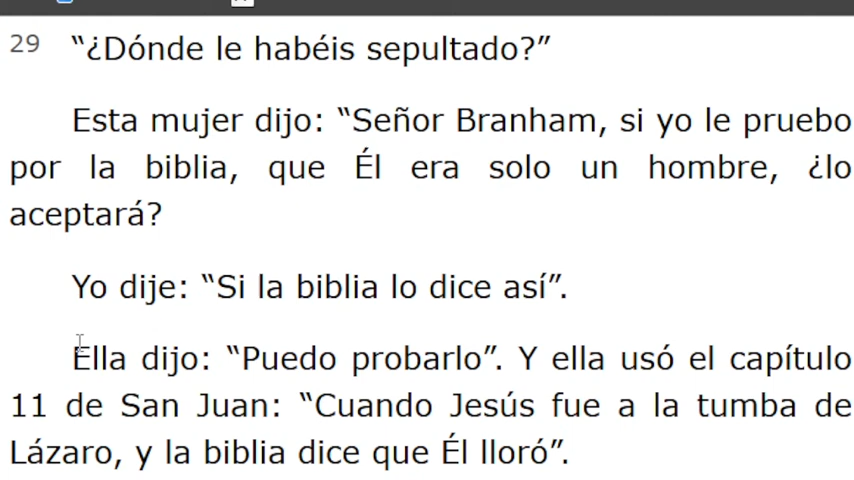 29 “¿Dónde le habéis sepultado?”
Esta mujer dijo: “Señor Branham, si yo le pruebo
por la biblia, que Él era solo un hombre, ¿lo
aceptará?
Yo dije: “Si la biblia lo dice así”.
Ella dijo: “Puedo probarlo”. Y ella usó el capítulo
11 de San Juan: “Cuando Jesús fue a la tumba de
Lázaro, y la biblia dice que Él lloró”.